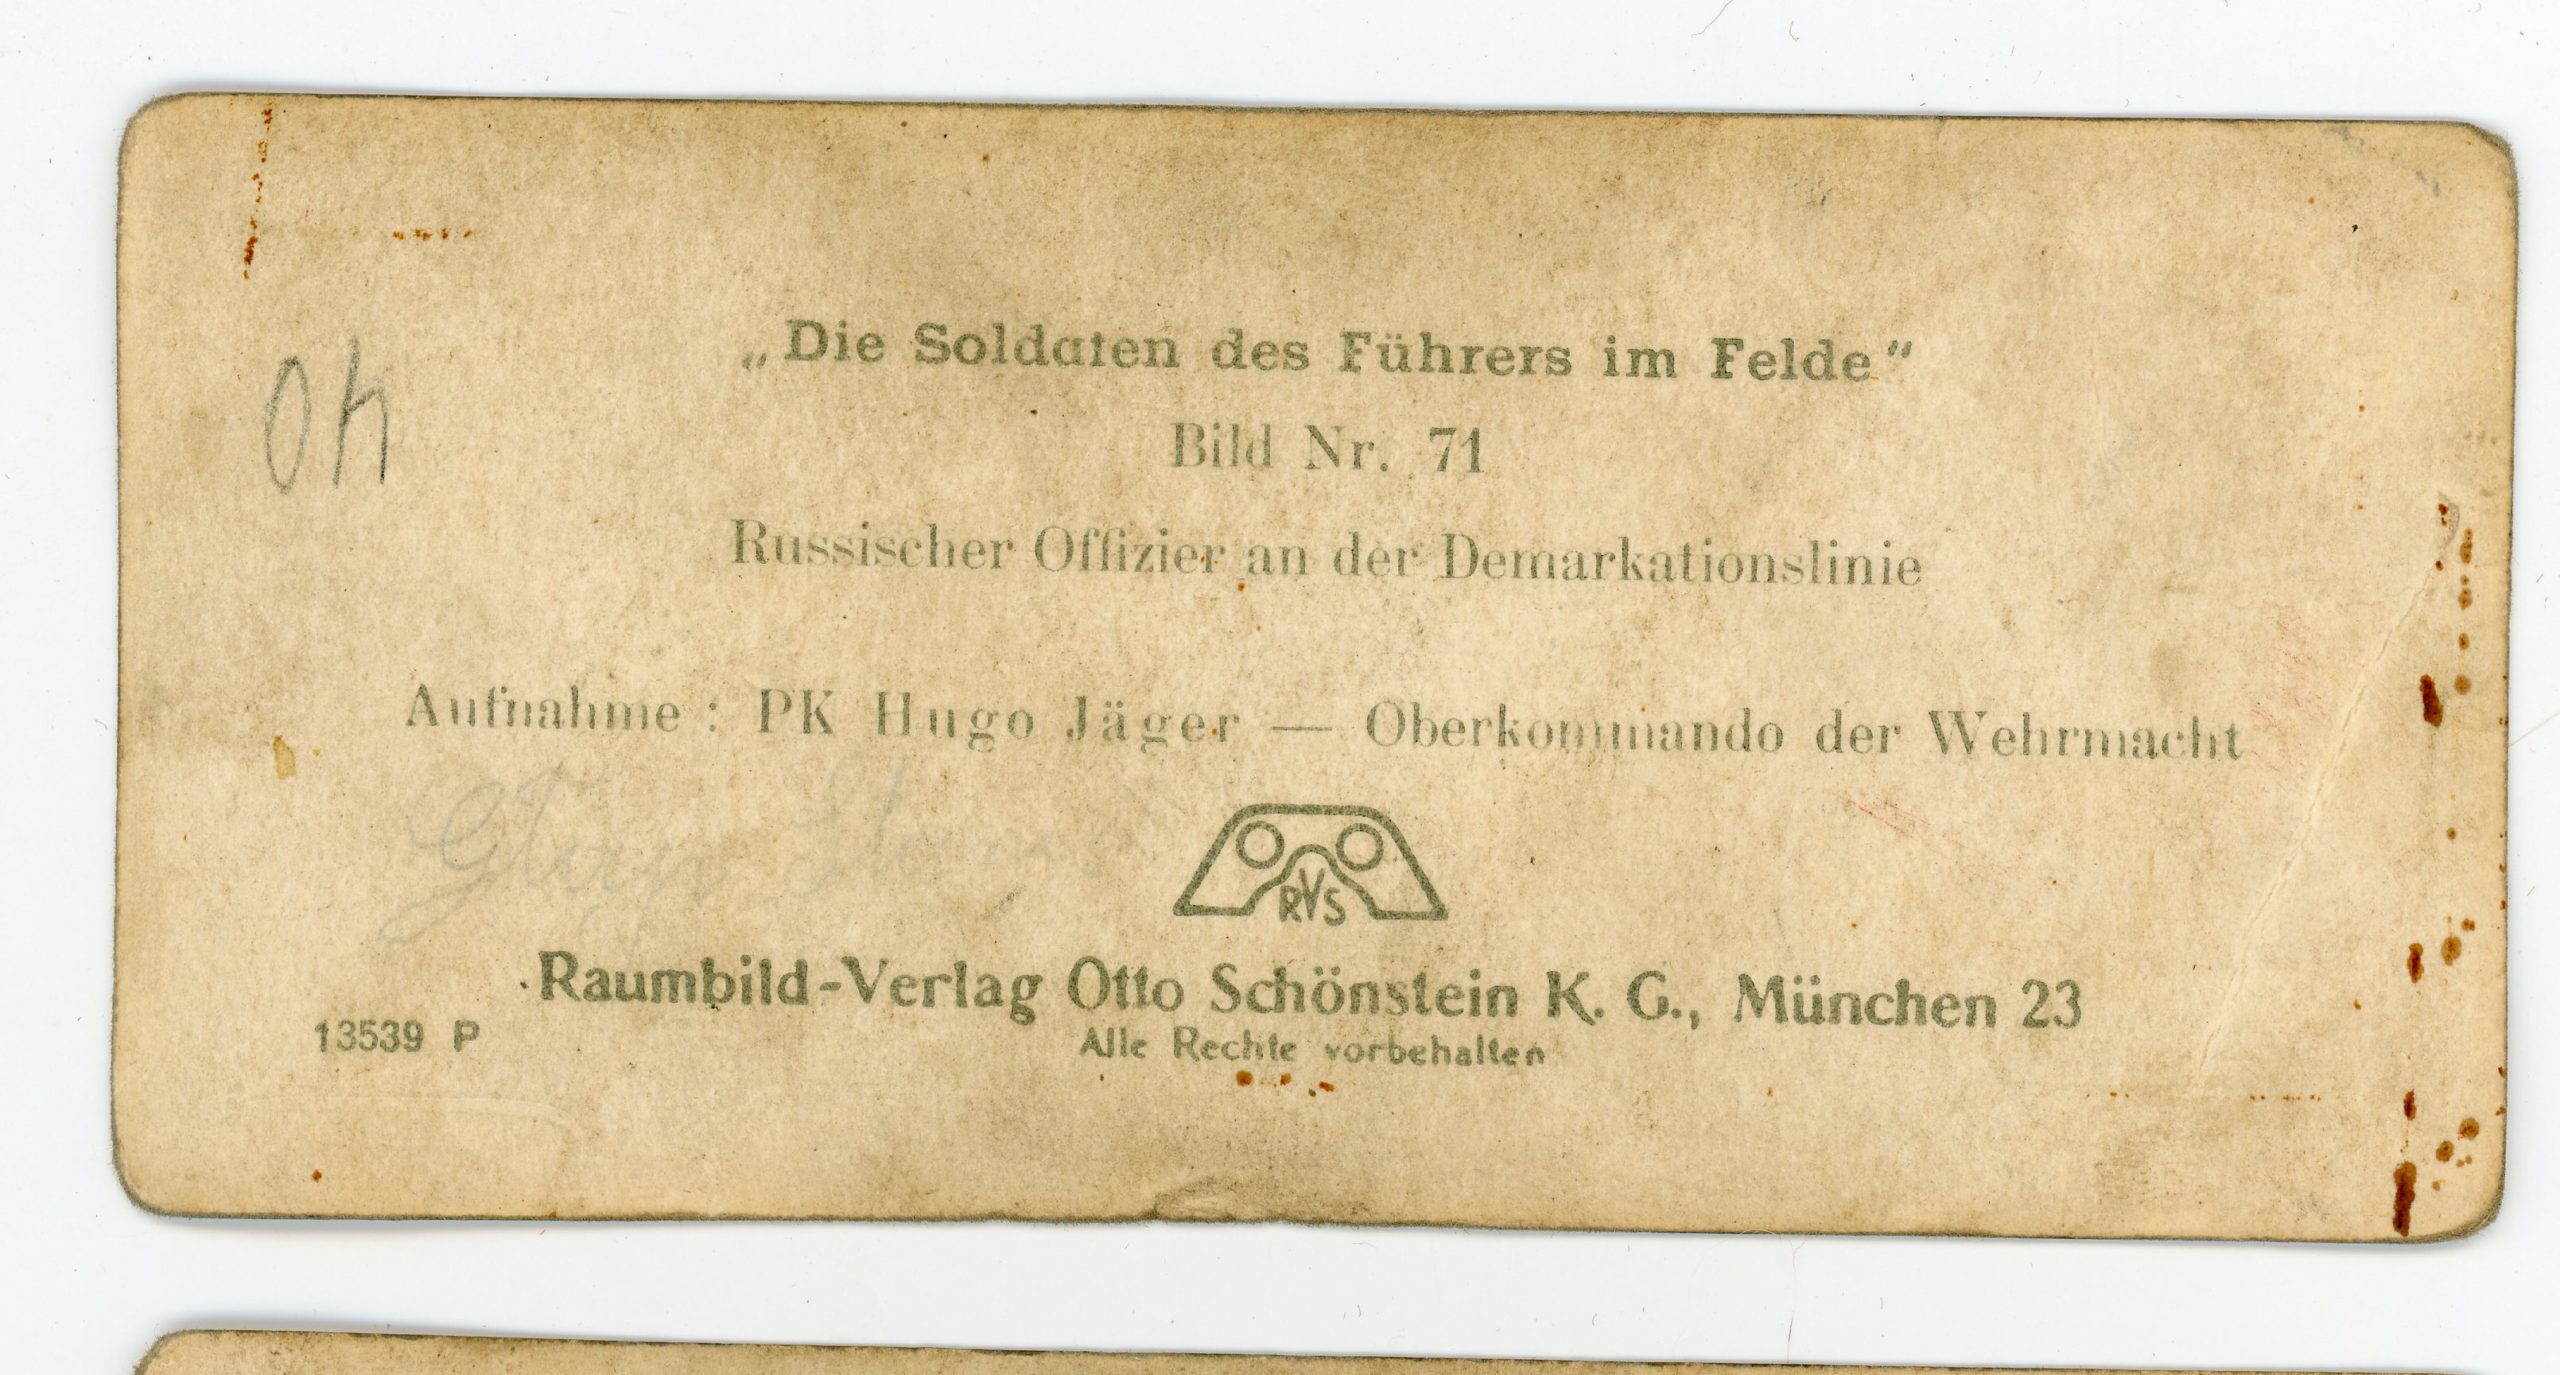 „Die Soldaten des Führers im Felde“
Bild Nr. 71
Russischer Offizier an der Demarkationslinie
Aufnahme: PK Hugo Jäger — Oberkommando der Wehrmacht
RVS
Raumbild-Verlag Otto Schönstein K. G., München 23
13539 P
Alle Rechte vorbehalten
40